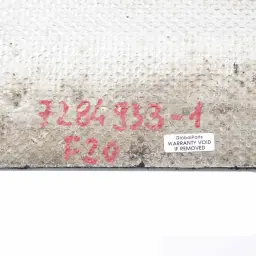 7284933-1
F20
GlobalParts
WARRANTY VOID
IF REMOVED